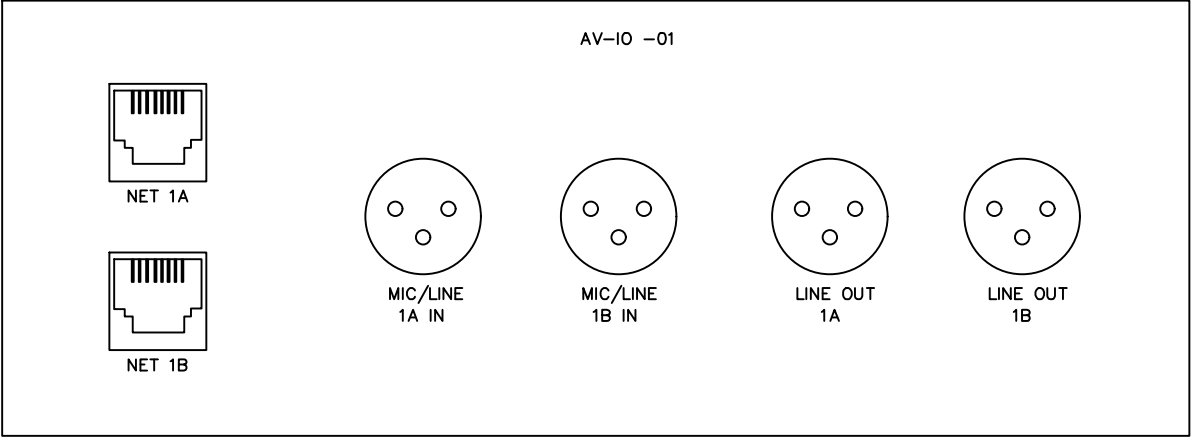 AV-IO -01
NET 1A
MIC/LINE
1A IN
MIC/LINE
1B IN
LINE OUT
1A
LINE OUT
1B
NET 1B